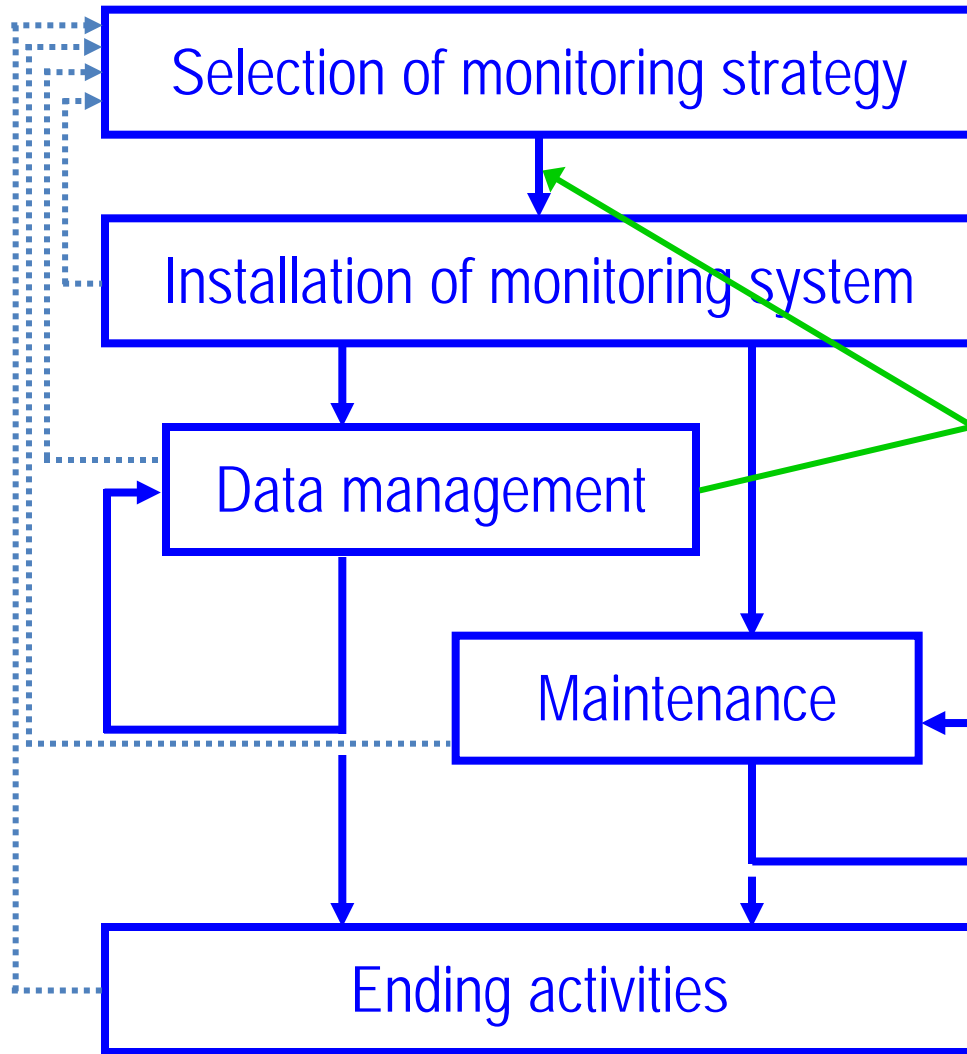 Selection of monitoring strategy
Installation of monitoring system
Data management
Maintenance
Ending activities